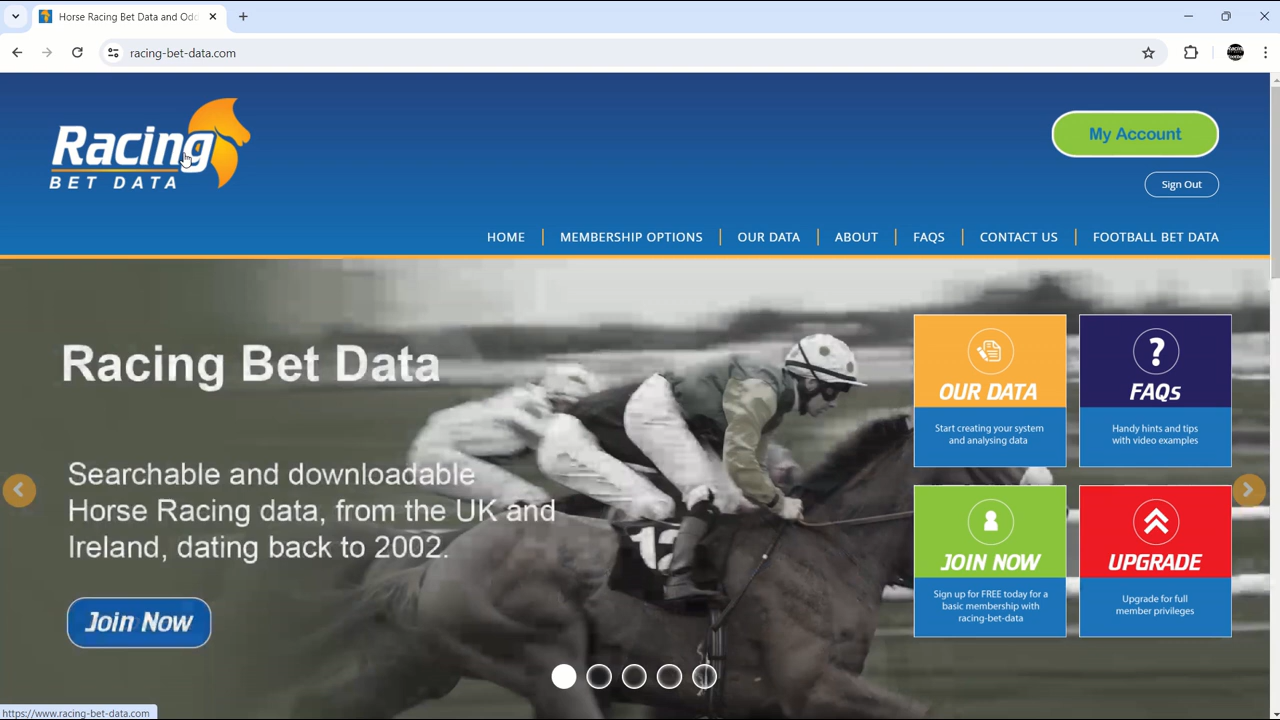 Horse Racing Bet Data and Od
racing-bet-data.com
Racing
BET DATA
My Account
Sign Out
HOME
MEMBERSHIP OPTIONS
OUR DATA
ABOUT
FAQS
CONTACT US
FOOTBALL BET DATA
Racing Bet Data
Searchable and downloadable
Horse Racing data, from the UK and
Ireland, dating back to 2002.
Join Now
12
OUR DATA
Start creating your system
and analysing data
?
FAQs
Handy hints and tips
with video examples
JOIN NOW
Sign up for FREE today for a
basic membership with
racing-bet-data
UPGRADE
Upgrade for full
member privileges
https://www.racing-bet-data.com